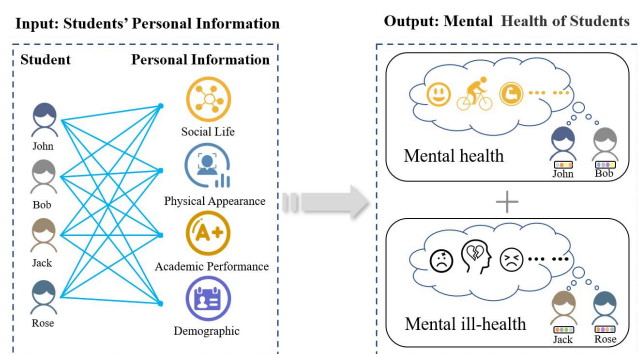 Input: Students' Personal Information
Output: Mental Health of Students
Student
Personal Information
John
Bob
Jack
Rose
Social Life
Physical Appearance
A+
Academic Performance
Demographic
Mental health
John
Bob
Mental ill-health
Jack
Rose